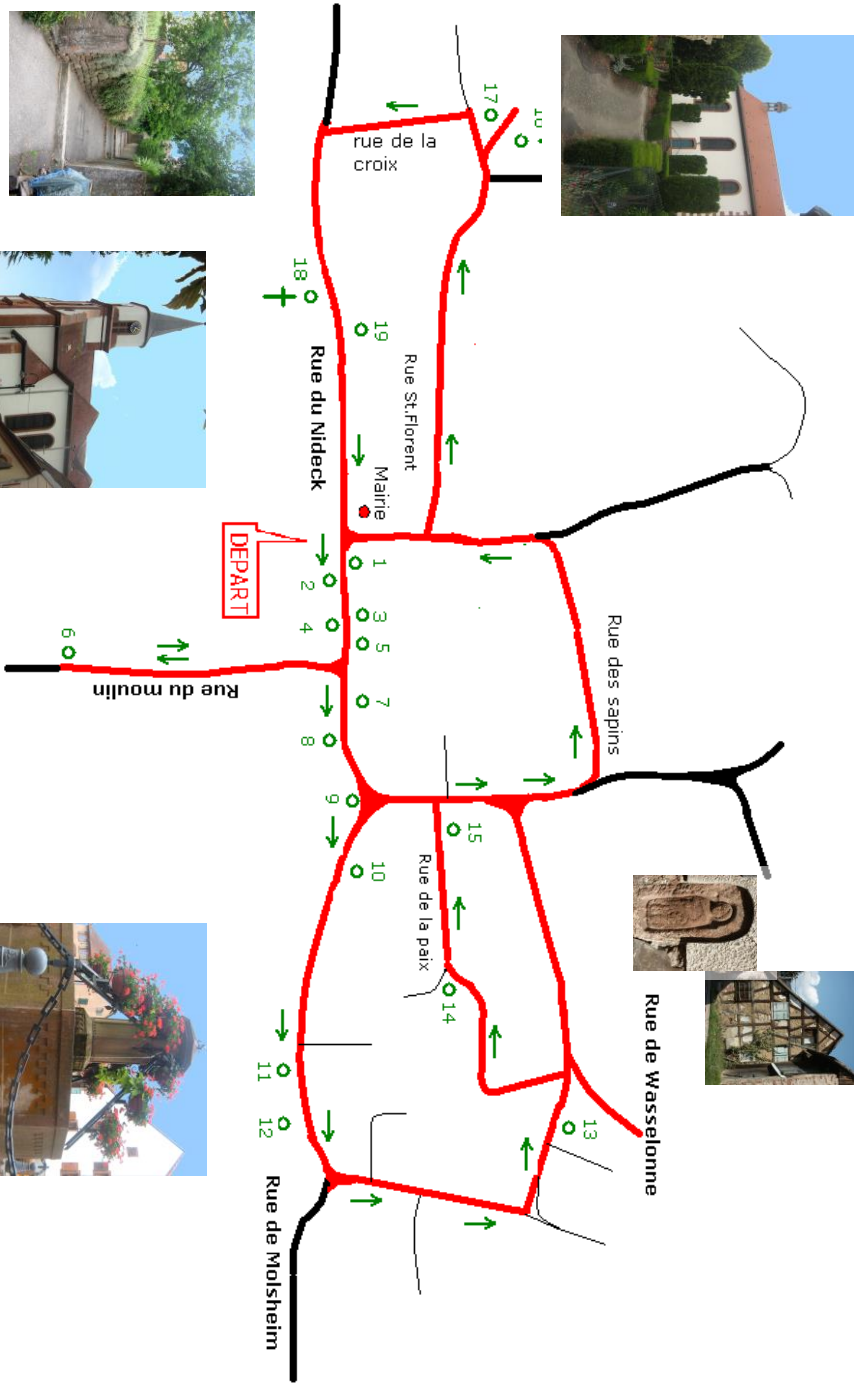 rue de la
croix
17
18
19
Rue St.Florent
Rue du Nideck
Mairie
DEPART
1
2
3
4
5
6
Rue du moulin
7
8
Rue des sapins
9
10
15
Rue de la paix
14
11
12
13
Rue de Wasselonne
Rue de Molsheim